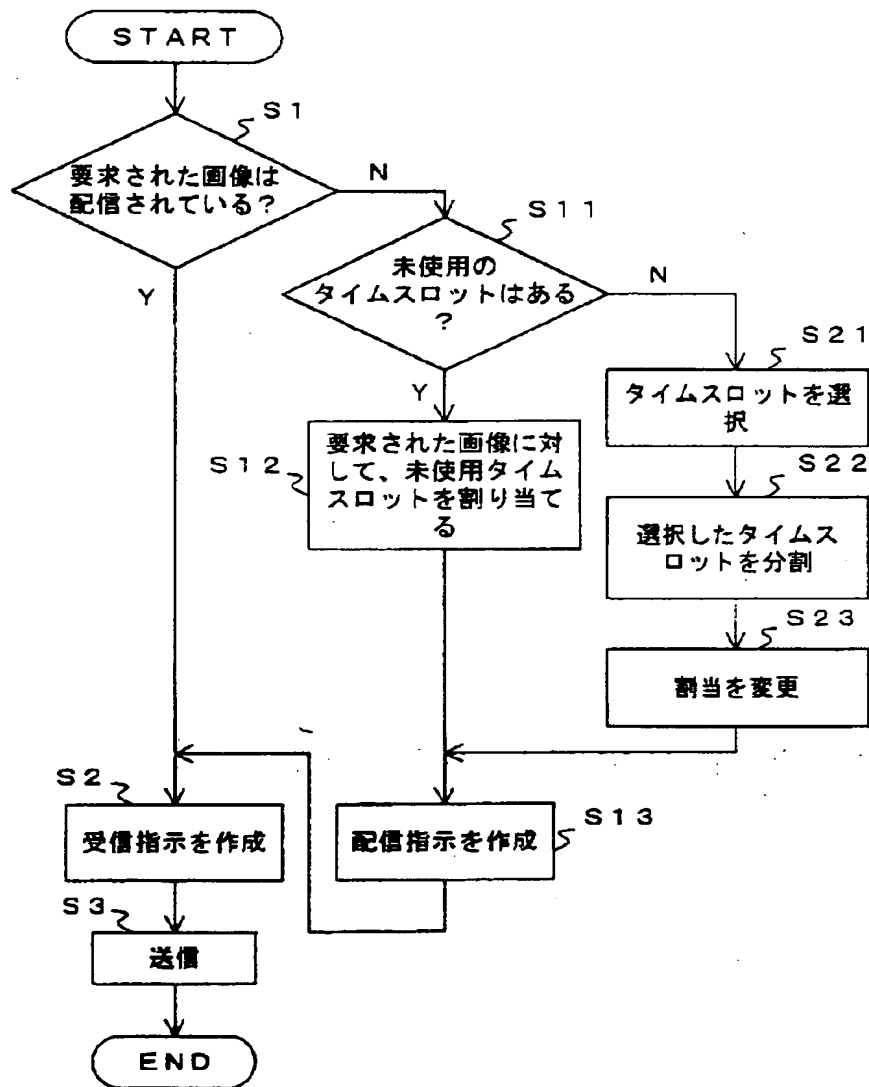 START
S1
要求された画像は
配信されている?
N
Y
S11
未使用の
タイムスロットはある
?
N
Y
S21
タイムスロットを選
択
S12
要求された画像に対
して、未使用タイム
スロットを割り当て
る
S22
選択したタイムス
ロットを分割
S23
割当を変更
S2
受信指示を作成
S13
配信指示を作成
S3
送信
END